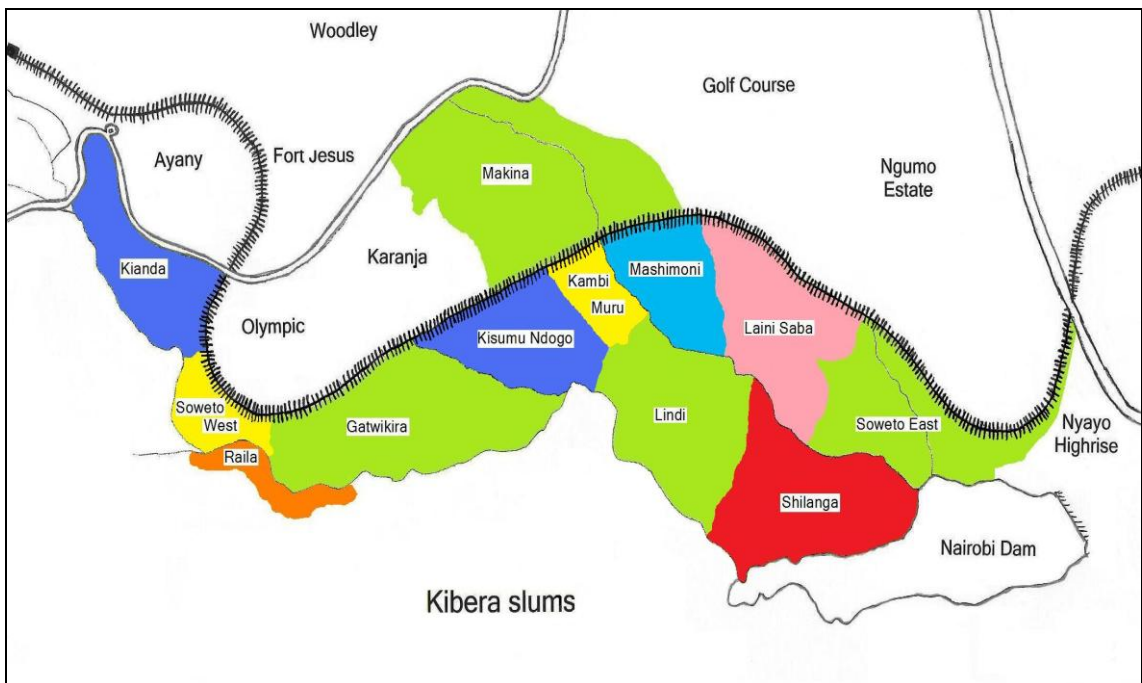 Woodley
Golf Course
Ayany
Fort Jesus
Makina
Ngumo
Estate
Karanja
Kianda
Mashimoni
Kambi
Muru
Olympic
Laini Saba
Kisumu Ndogo
Soweto
West
Gatwikira
Lindi
Soweto East
Nyayo
Highrise
Raila
Shilanga
Nairobi Dam
Kibera slums